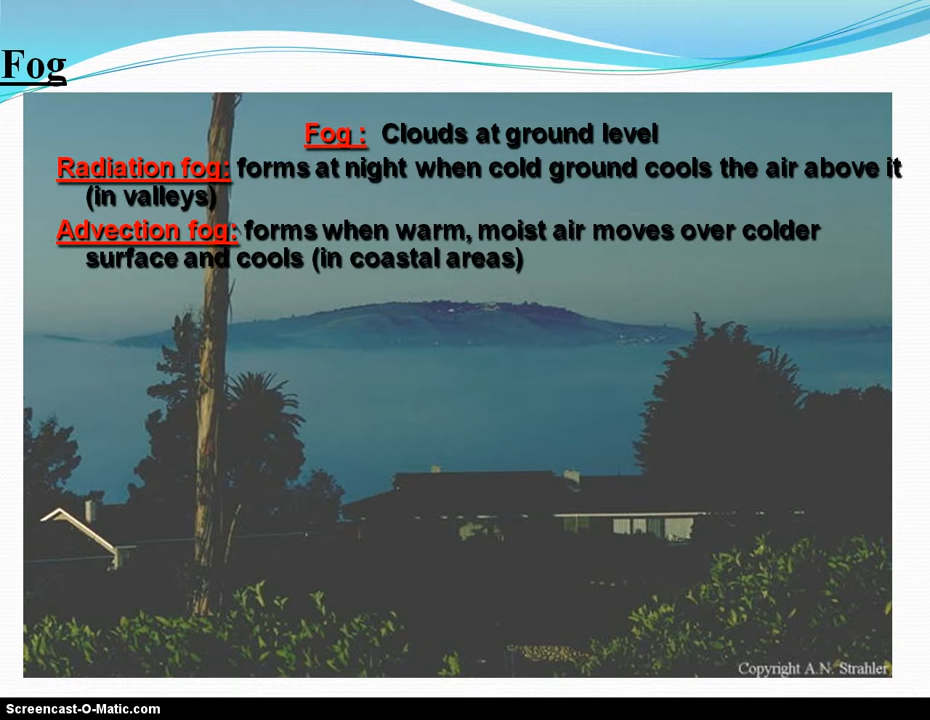 Fog
Fog : Clouds at ground level
Radiation fog: forms at night when cold ground cools the air above it
(in valleys)
Advection fog: forms when warm, moist air moves over colder
surface and cools (in coastal areas)
Copyright A.N. Strahler
Screencast-O-Matic.com